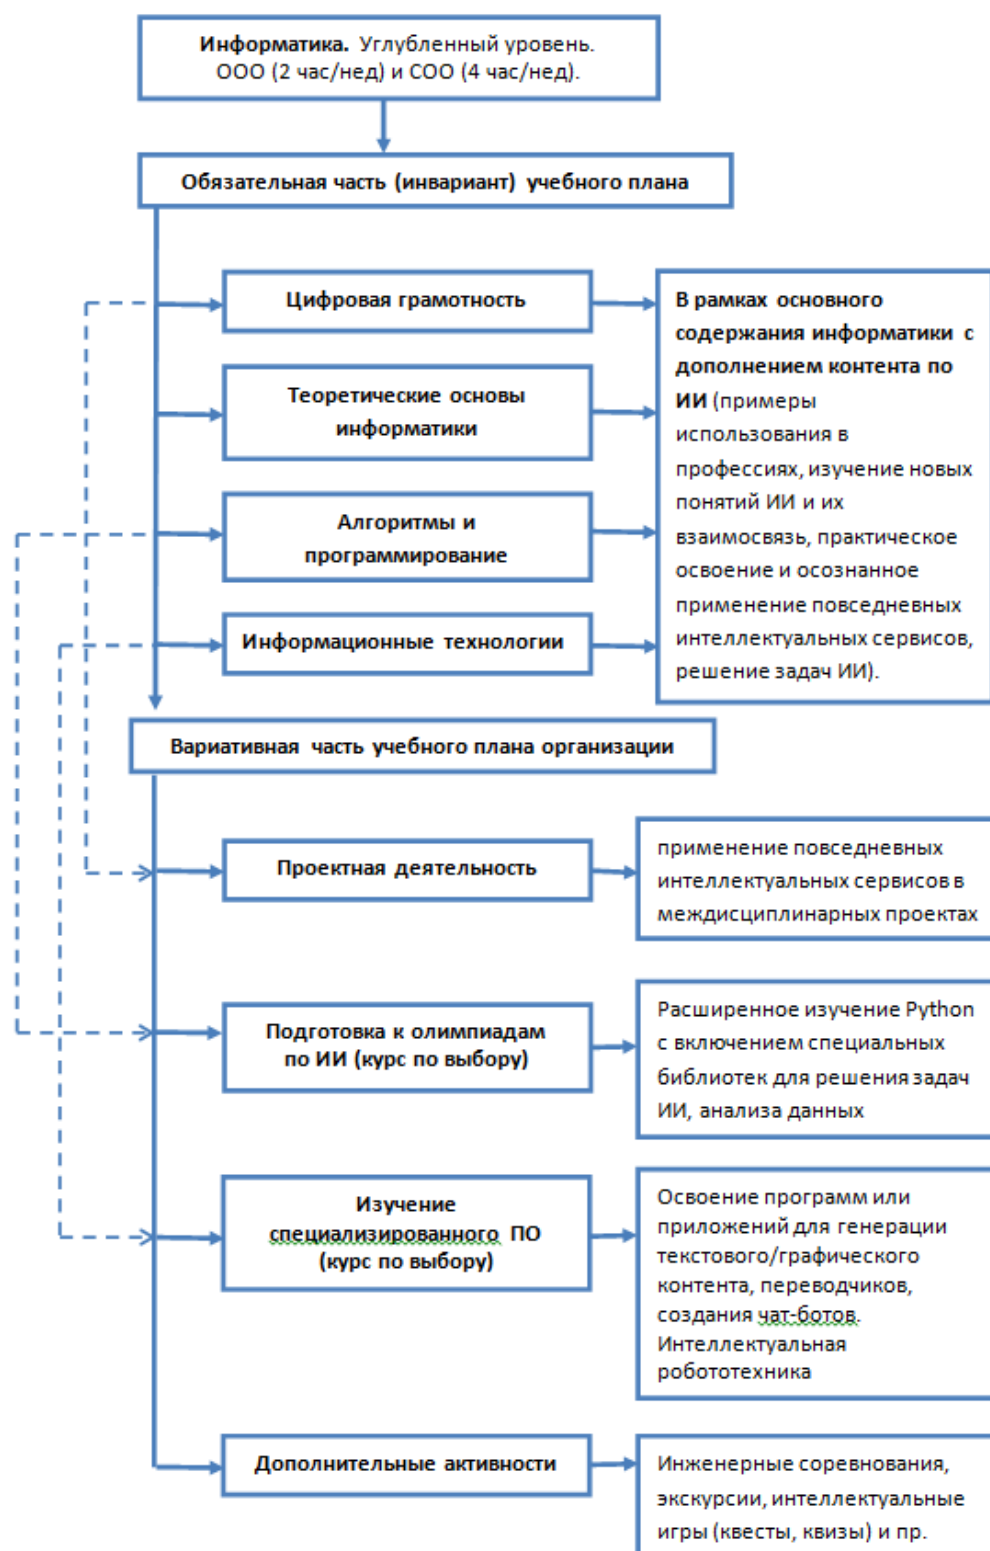 Информатика. Углубленный уровень.
ООО (2 час/нед) и СОО (4 час/нед).
Обязательная часть (инвариант) учебного плана
Цифровая грамотность
Теоретические основы
информатики
Алгоритмы и
программирование
Информационные технологии
В рамках основного
содержания информатики с
дополнением контента по
ИИ (примеры
использования в
профессиях, изучение новых
понятий ИИ и их
взаимосвязь, практическое
освоение и осознанное
применение повседневных
интеллектуальных сервисов,
решение задач ИИ).
Вариативная часть учебного плана организации
Проектная деятельность
применение повседневных
интеллектуальных сервисов в
междисциплинарных проектах
Подготовка к олимпиадам
по ИИ (курс по выбору)
Расширенное изучение Python
с включением специальных
библиотек для решения задач
ИИ, анализа данных
Изучение
специализированного ПО
(курс по выбору)
Освоение программ или
приложений для генерации
текстового/графического
контента, переводчиков,
создания чат-ботов.
Интеллектуальная
робототехника
Дополнительные активности
Инженерные соревнования,
экскурсии, интеллектуальные
игры (квесты, квизы) и пр.